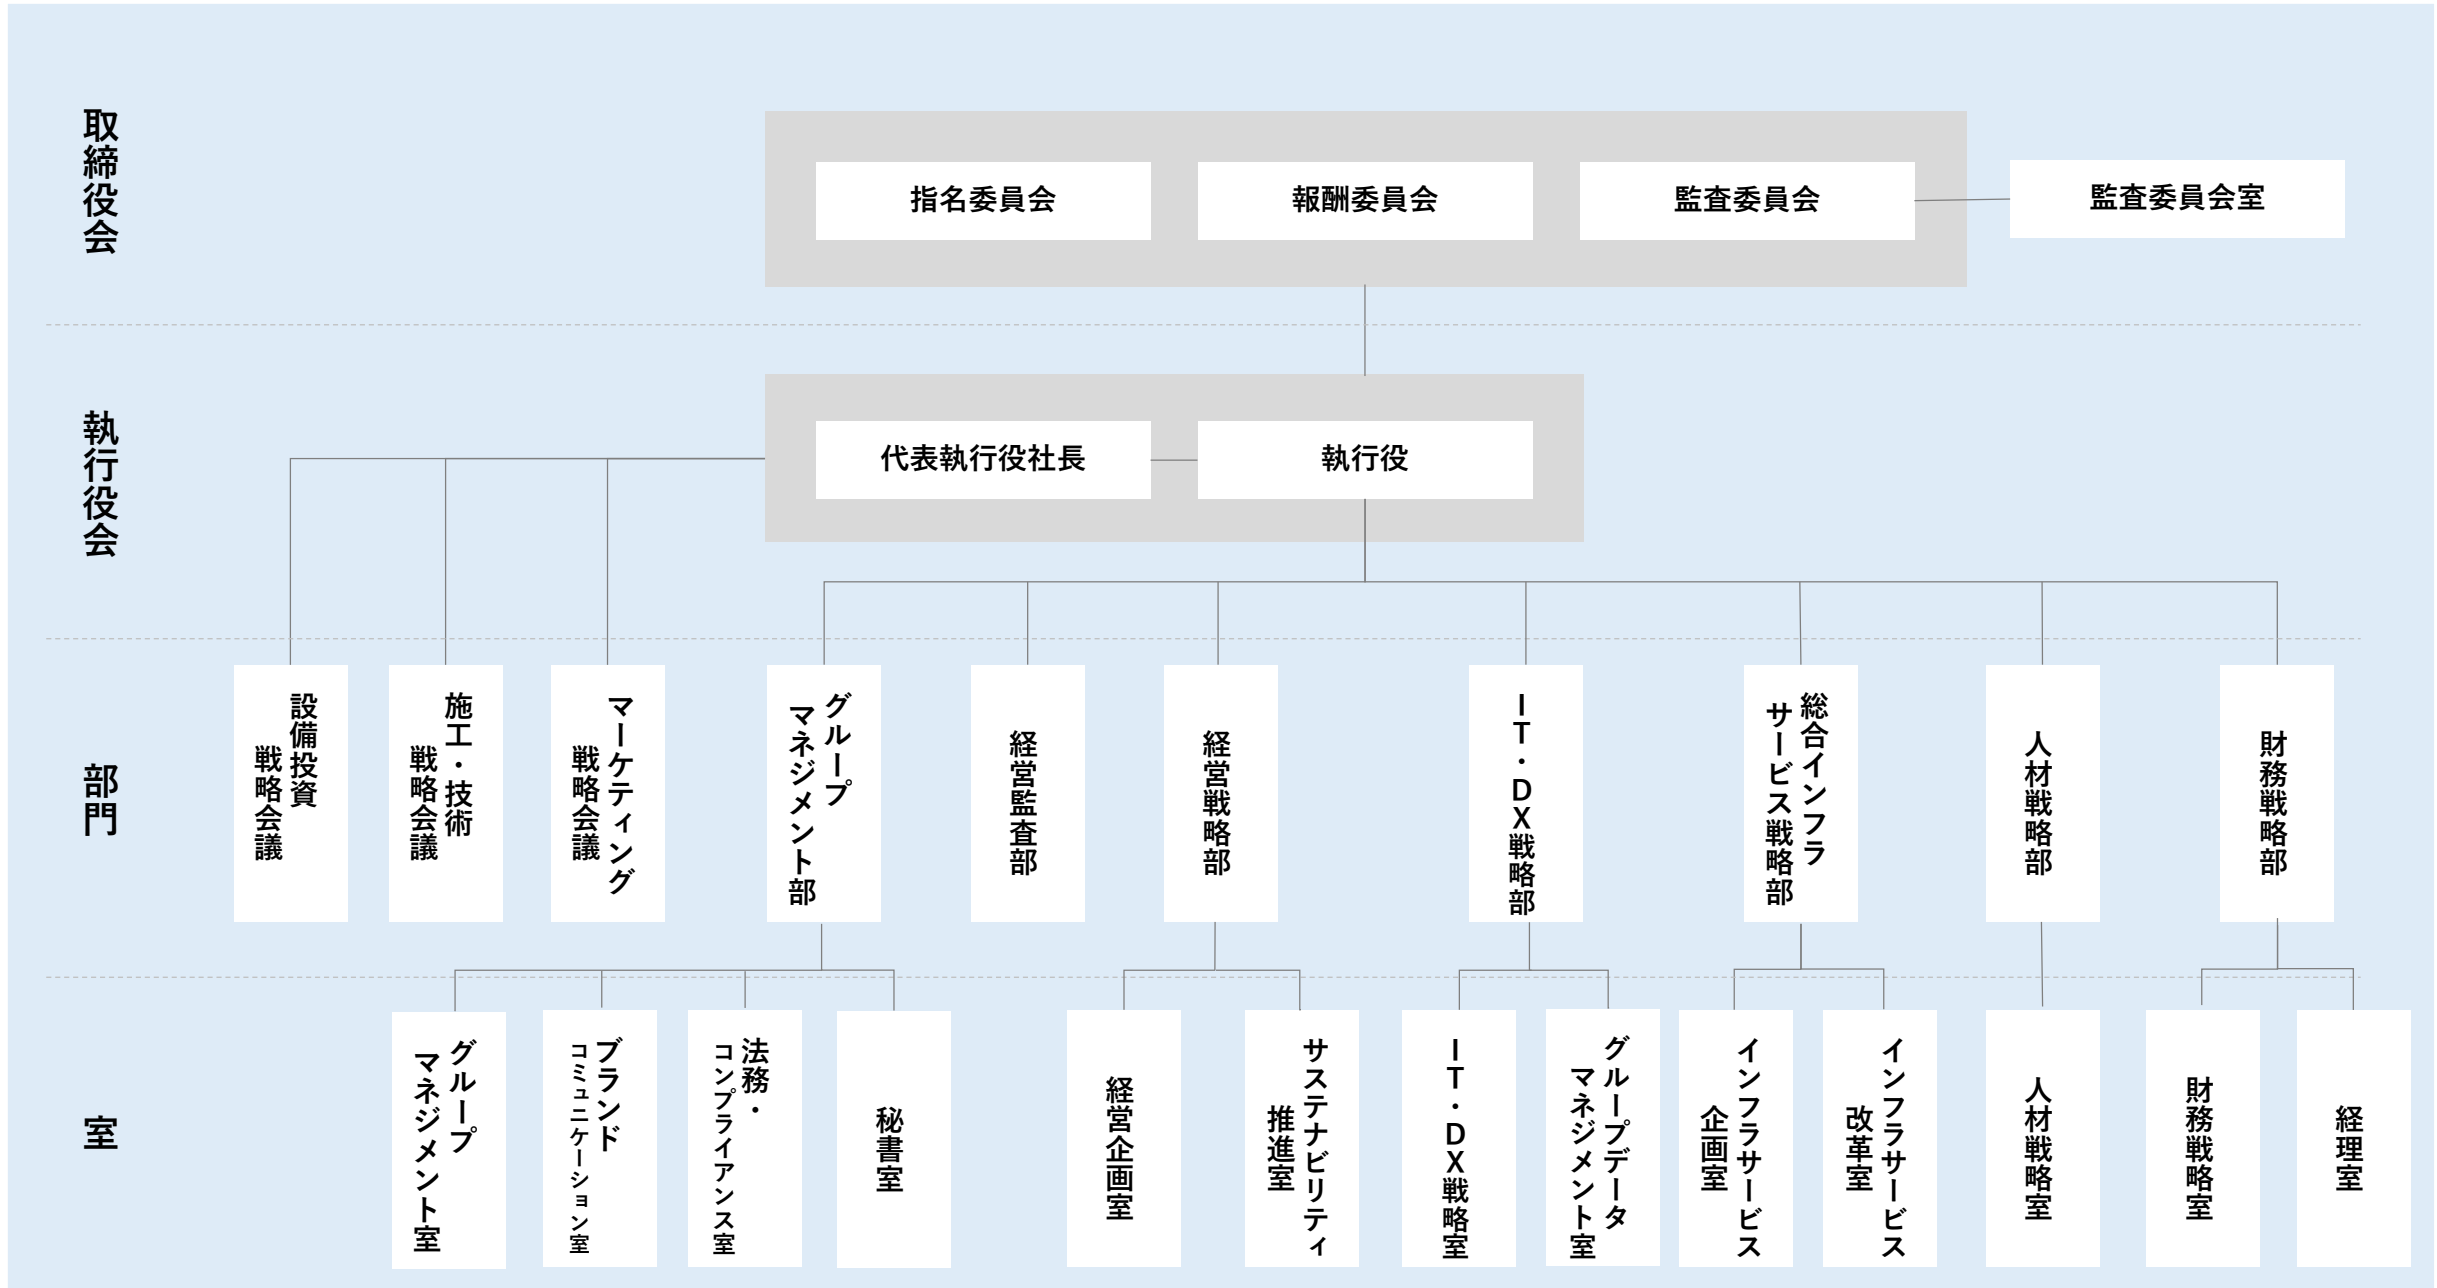 取締役会
指名委員会
報酬委員会
監査委員会
監査委員会室
執行役会
代表執行役社長
執行役
部門
設備投資
戦略会議
施工・技術
戦略会議
マーケティング
戦略会議
グループ
マネジメント部
経営監査部
経営戦略部
IT・DX戦略部
総合インフラ
サービス戦略部
人材戦略部
財務戦略部
室
グループ
マネジメント室
ブランド
コミュニケーション室
法務・
コンプライアンス室
秘書室
経営企画室
サステナビリティ
推進室
IT・DX戦略室
グループデータ
マネジメント室
インフラサービス
企画室
インフラサービス
改革室
人材戦略室
財務戦略室
経理室